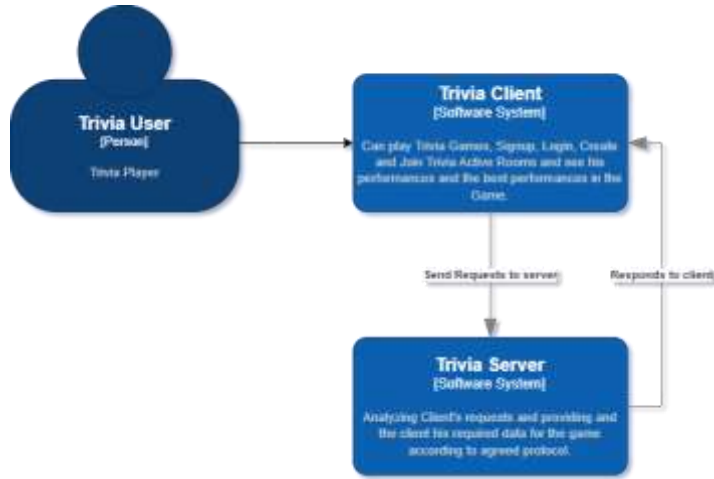 Trivia User
[Person]
Trivia Player
Trivia Client
[Software System]
Can play Trivia Games, Signup, Login, Create
and Join Trivia Active Rooms and see his
performances and the best performances in the
Game.
Send Requests to server
Responds to client
Trivia Server
[Software System]
Analyzing Client's requests and providing and
the client his required data for the game
according to agreed protocol.